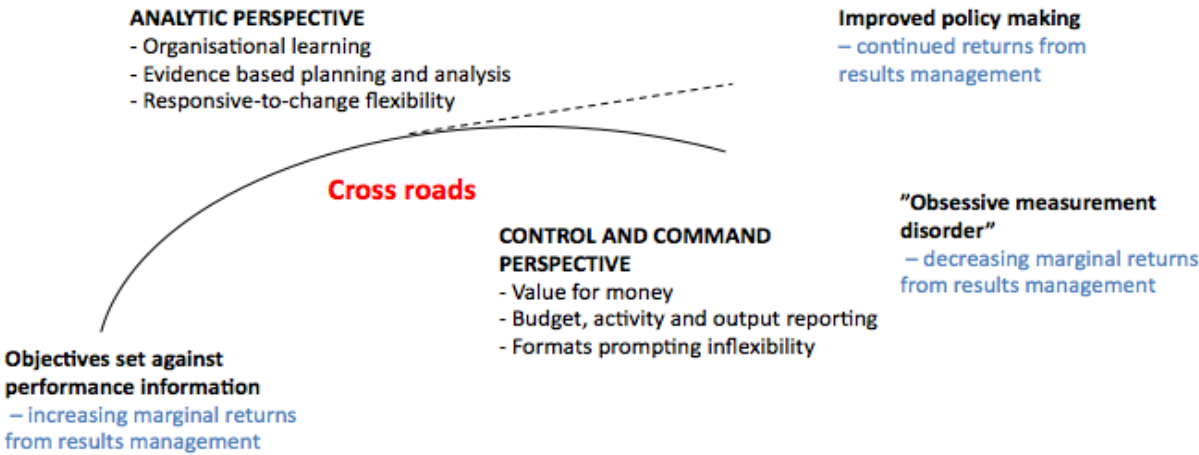 ANALYTIC PERSPECTIVE
- Organisational learning
- Evidence based planning and analysis
- Responsive-to-change flexibility
Improved policy making
– continued returns from
results management
Cross roads
”Obsessive measurement
disorder”
– decreasing marginal returns
from results management
CONTROL AND COMMAND
PERSPECTIVE
- Value for money
- Budget, activity and output reporting
- Formats prompting inflexibility
Objectives set against
performance information
– increasing marginal returns
from results management